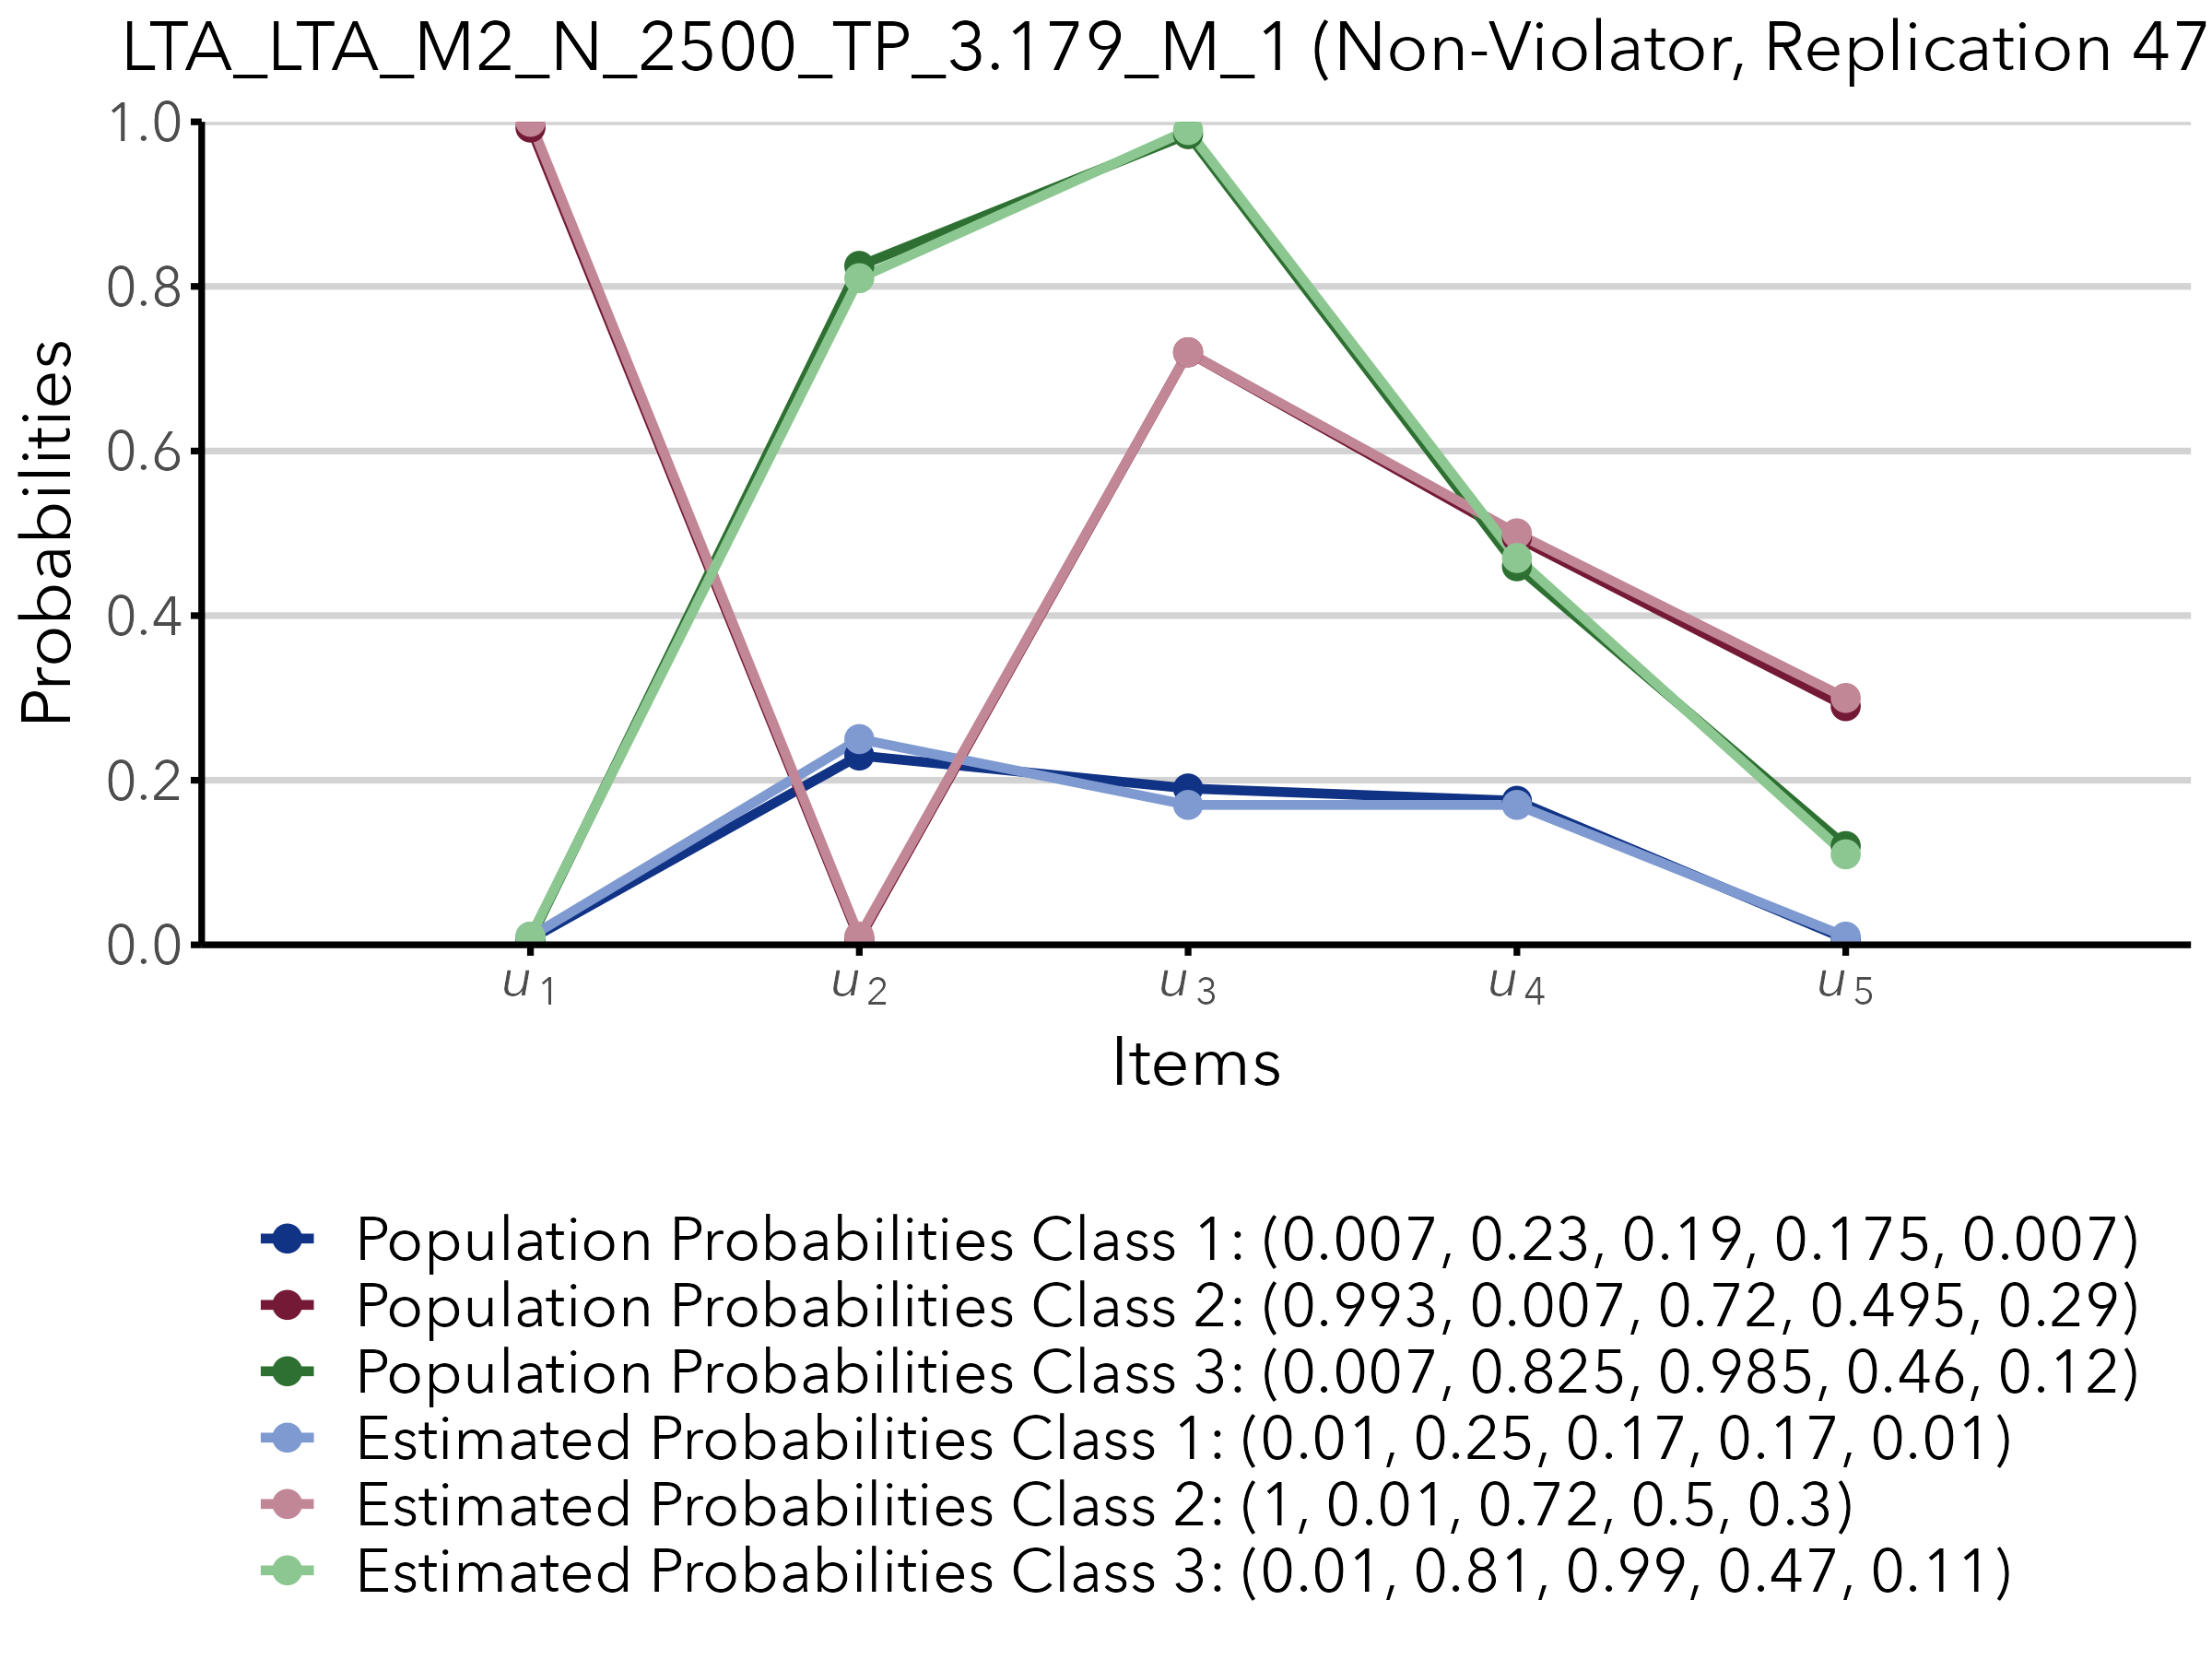 LTA_LTA_M2_N_2500_TP_3.179_M_1 (Non-Violator, Replication 47
1.0
0.8
0.6
0.4
0.2
0.0
Probabilities
u1 u2 u3 u4 u5
Items
Population Probabilities Class 1: (0.007, 0.23, 0.19, 0.175, 0.007)
Population Probabilities Class 2: (0.993, 0.007, 0.72, 0.495, 0.29)
Population Probabilities Class 3: (0.007, 0.825, 0.985, 0.46, 0.12)
Estimated Probabilities Class 1: (0.01, 0.25, 0.17, 0.17, 0.01)
Estimated Probabilities Class 2: (1, 0.01, 0.72, 0.5, 0.3)
Estimated Probabilities Class 3: (0.01, 0.81, 0.99, 0.47, 0.11)